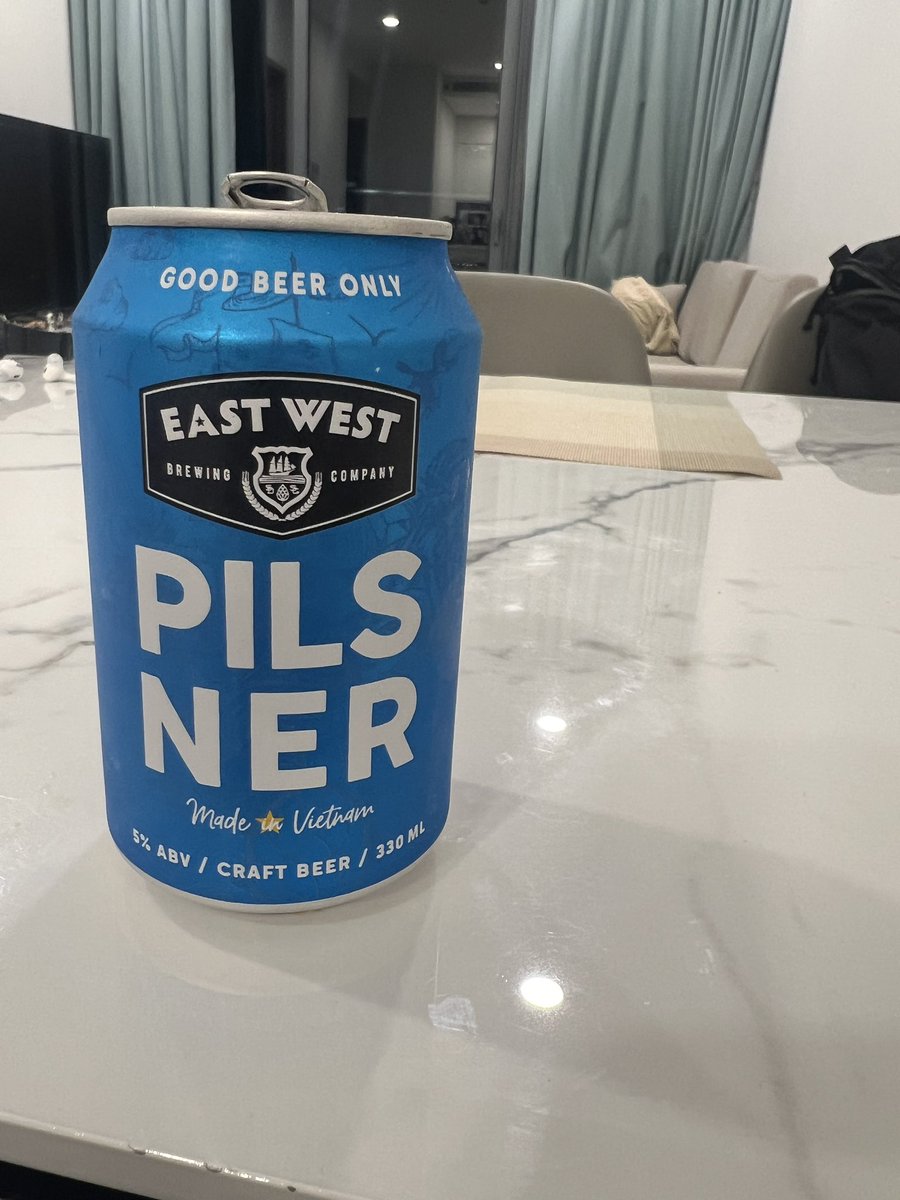 GOOD BEER ONLY
EAST WEST
BREWING COMPANY
PILS
NER
Made in Vietnam
5% ABV / CRAFT BEER / 330 ML